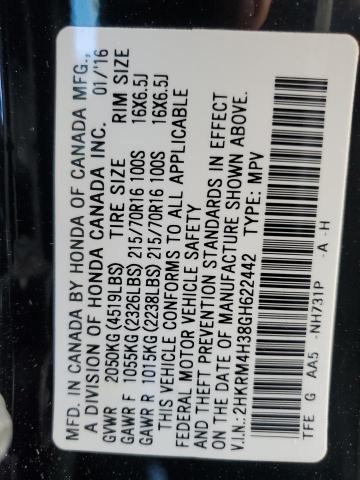 MFD. IN CANADA BY HONDA OF CANADA MFG.,
A DIVISION OF HONDA CANADA INC. 01/'16
GVWR 2050KG (4519LBS) TIRE SIZE RIM SIZE
GAWR F 1055KG (2326LBS) 215/70R16 100S 16X6.5J
GAWR R 1015KG (2238LBS) 215/70R16 100S 16X6.5J
THIS VEHICLE CONFORMS TO ALL APPLICABLE
FEDERAL MOTOR VEHICLE SAFETY
AND THEFT PREVENTION STANDARDS IN EFFECT
ON THE DATE OF MANUFACTURE SHOWN ABOVE.
V.I.N.: 2HKRM4H38GH622442 TYPE: MPV
TFE G AA5 -NH731P -A -H